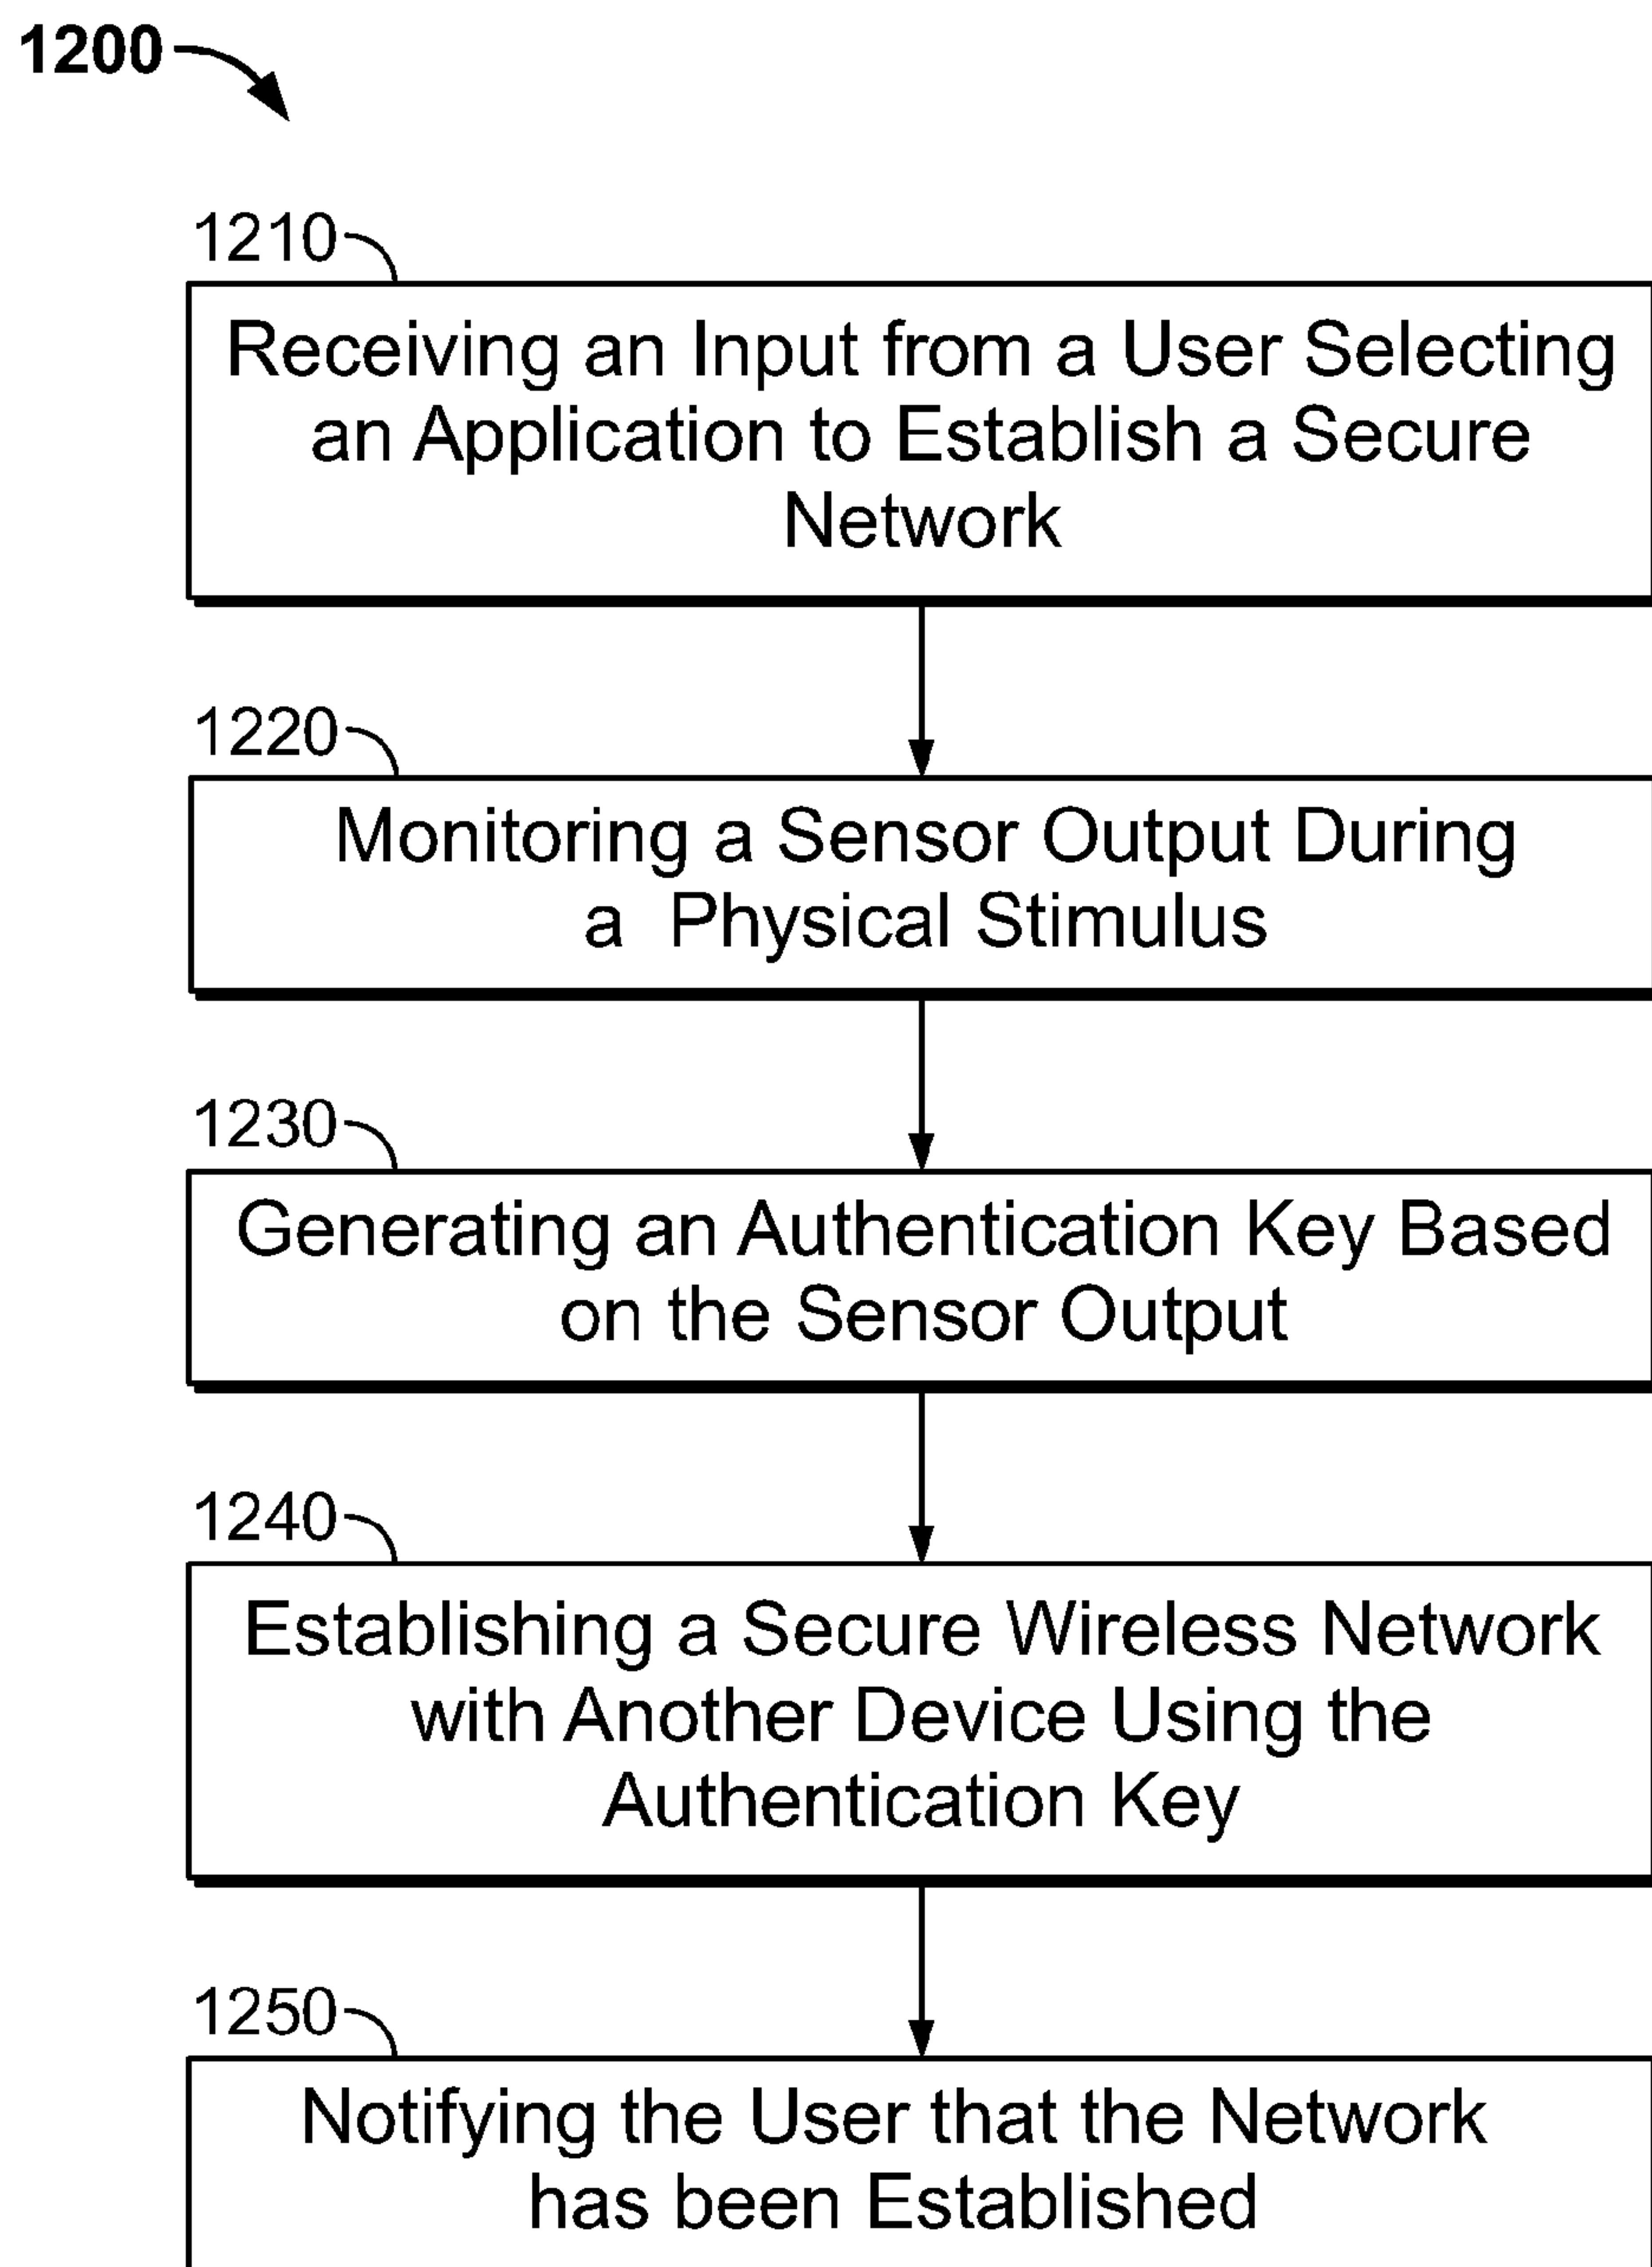 1200
1210
Receiving an Input from a User Selecting
an Application to Establish a Secure
Network
1220
Monitoring a Sensor Output During
a Physical Stimulus
1230
Generating an Authentication Key Based
on the Sensor Output
1240
Establishing a Secure Wireless Network
with Another Device Using the
Authentication Key
1250
Notifying the User that the Network
has been Established